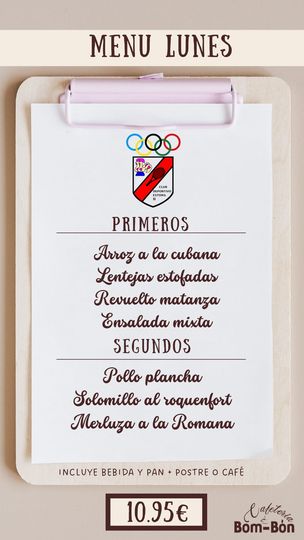 MENU LUNES
CLUB
DEPORTIVO
PRIMEROS
Arroz a la cubana
Lentejas estofadas
Revuelto matanza
Ensalada mixta
SEGUNDOS
Pollo plancha
Solomillo al roquenfort
Merluza a la Romana
INCLUYE BEBIDA Y PAN + POSTRE O CAFÉ
10.95€
Cafetería
Bom-Bón